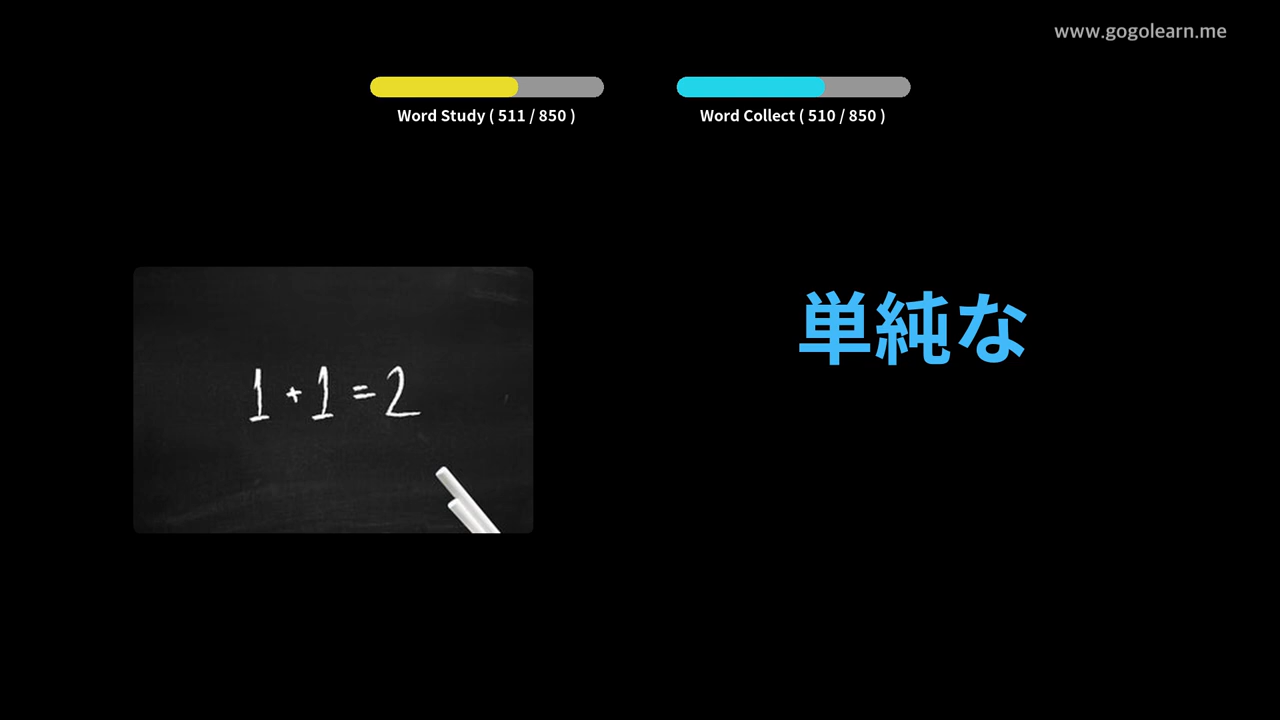 www.gogolearn.me
Word Study ( 511 / 850 )
Word Collect ( 510 / 850 )
1 + 1 = 2
単純な